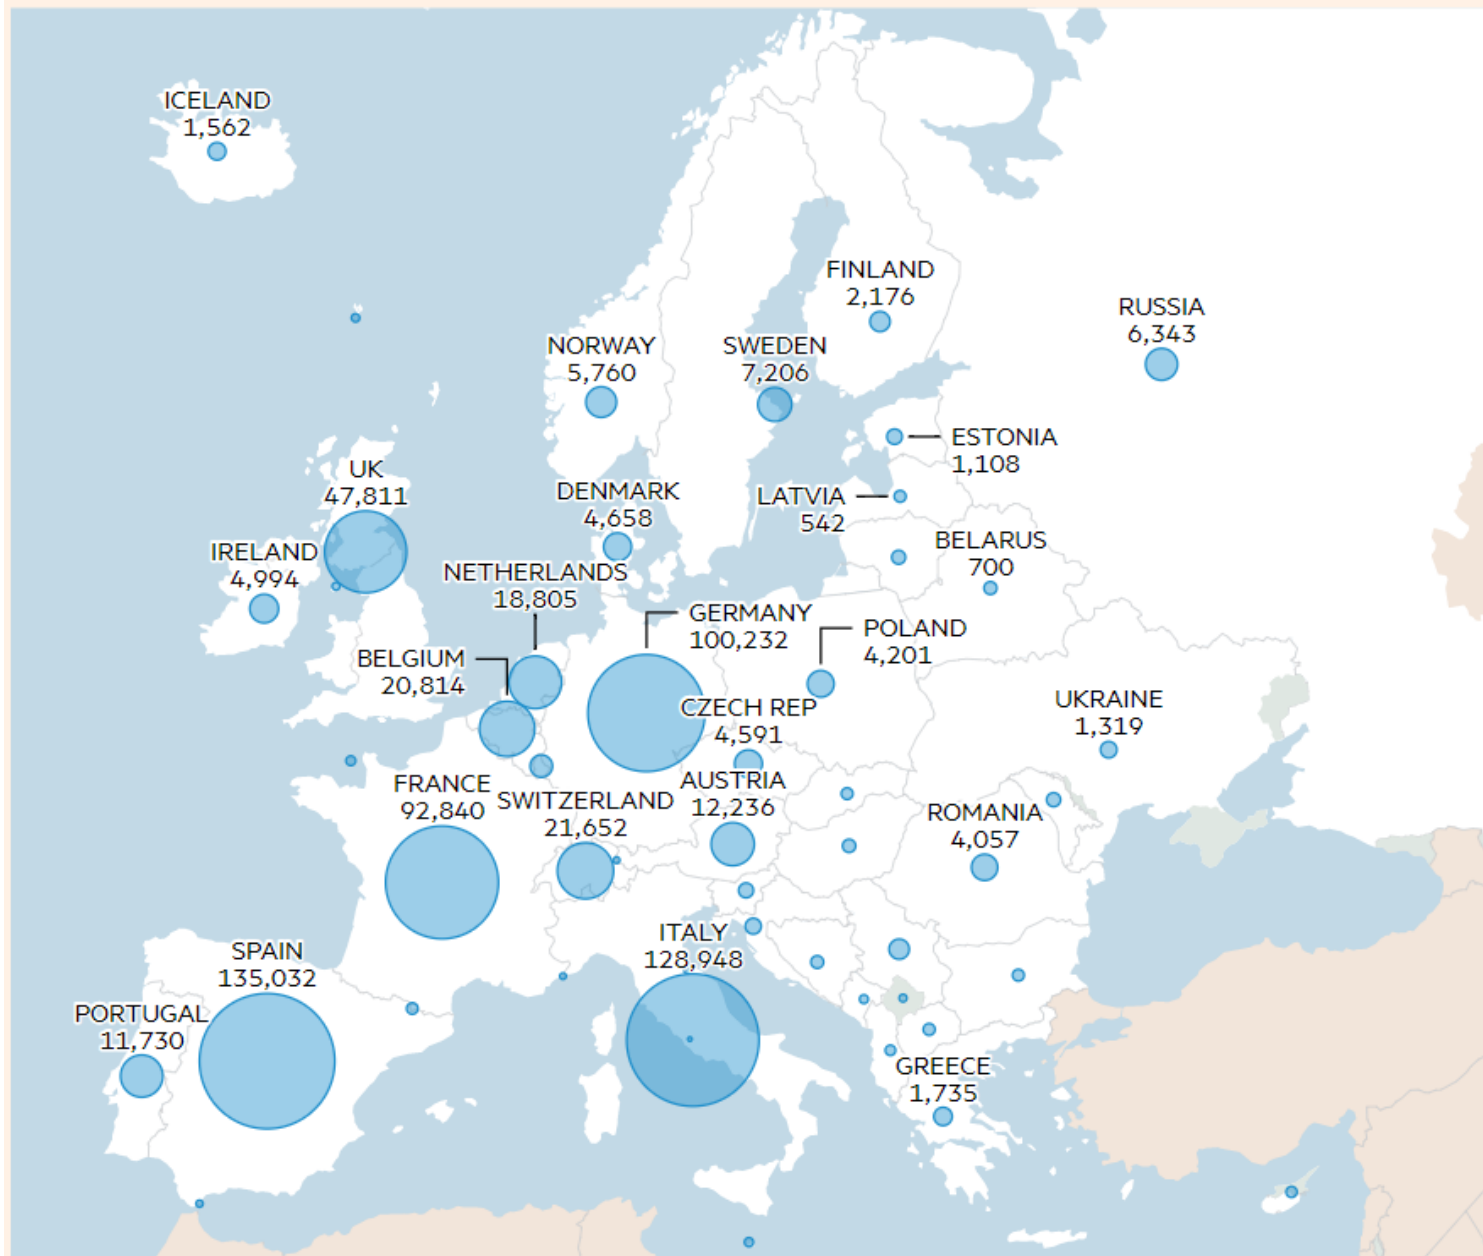 ICELAND
1,562
FINLAND
2,176
RUSSIA
6,343
NORWAY
5,760
SWEDEN
7,206
ESTONIA
1,108
UK
47,811
DENMARK
4,658
LATVIA
542
IRELAND
4,994
BELARUS
700
NETHERLANDS
18,805
GERMANY
100,232
POLAND
4,201
BELGIUM
20,814
CZECH REP
4,591
UKRAINE
1,319
FRANCE
92,840
SWITZERLAND
21,652
AUSTRIA
12,236
ROMANIA
4,057
SPAIN
135,032
ITALY
128,948
PORTUGAL
11,730
GREECE
1,735